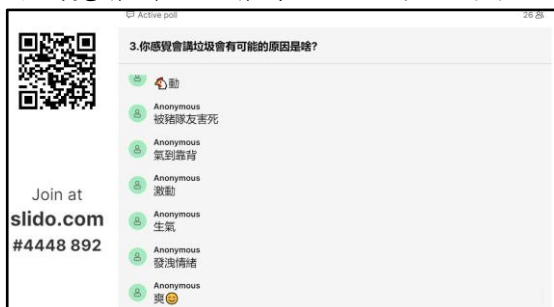 Active poll
26
3.你感覺會講垃圾會有可能的原因是啥?
🐔動
Anonymous
被豬隊友害死
Anonymous
氣到靠背
Anonymous
激動
Anonymous
生氣
Anonymous
發洩情緒
Anonymous
爽😊
Join at
slido.com
#4448 892